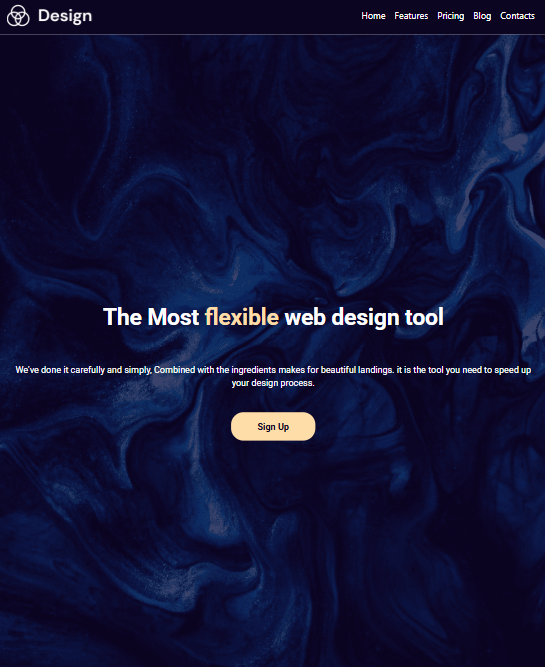 Design
Home Features Pricing Blog Contacts
The Most flexible web design tool
We've done it carefully and simply, Combined with the ingredients makes for beautiful landings. it is the tool you need to speed up
your design process.
Sign Up